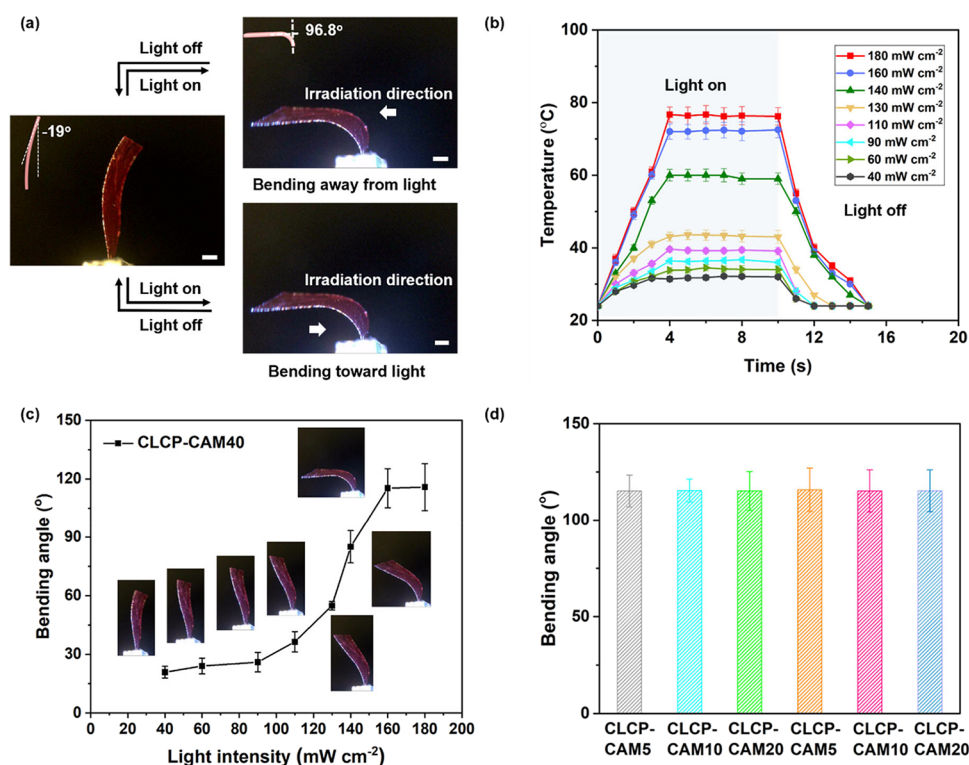 (a)
Light off
Light on
-19°
96.8°
Irradiation direction
Bending away from light
Light on
Light off
Irradiation direction
Bending toward light
(b)
Temperature (°C)
100
80
60
40
20
Light on
Light off
180 mW cm-2
160 mW cm-2
140 mW cm-2
130 mW cm-2
110 mW cm-2
90 mW cm-2
60 mW cm-2
40 mW cm-2
0 4 8 12 16 20
Time (s)
(c)
Bending angle (°)
150
120
90
60
30
0
CLCP-CAM40
0 20 40 60 80 100 120 140 160 180 200
Light intensity (mW cm-2)
(d)
Bending angle (°)
150
100
50
0
CLCP- CLCP- CLCP- CLCP- CLCP- CLCP-
CAM5 CAM10 CAM20 CAM5 CAM10 CAM20